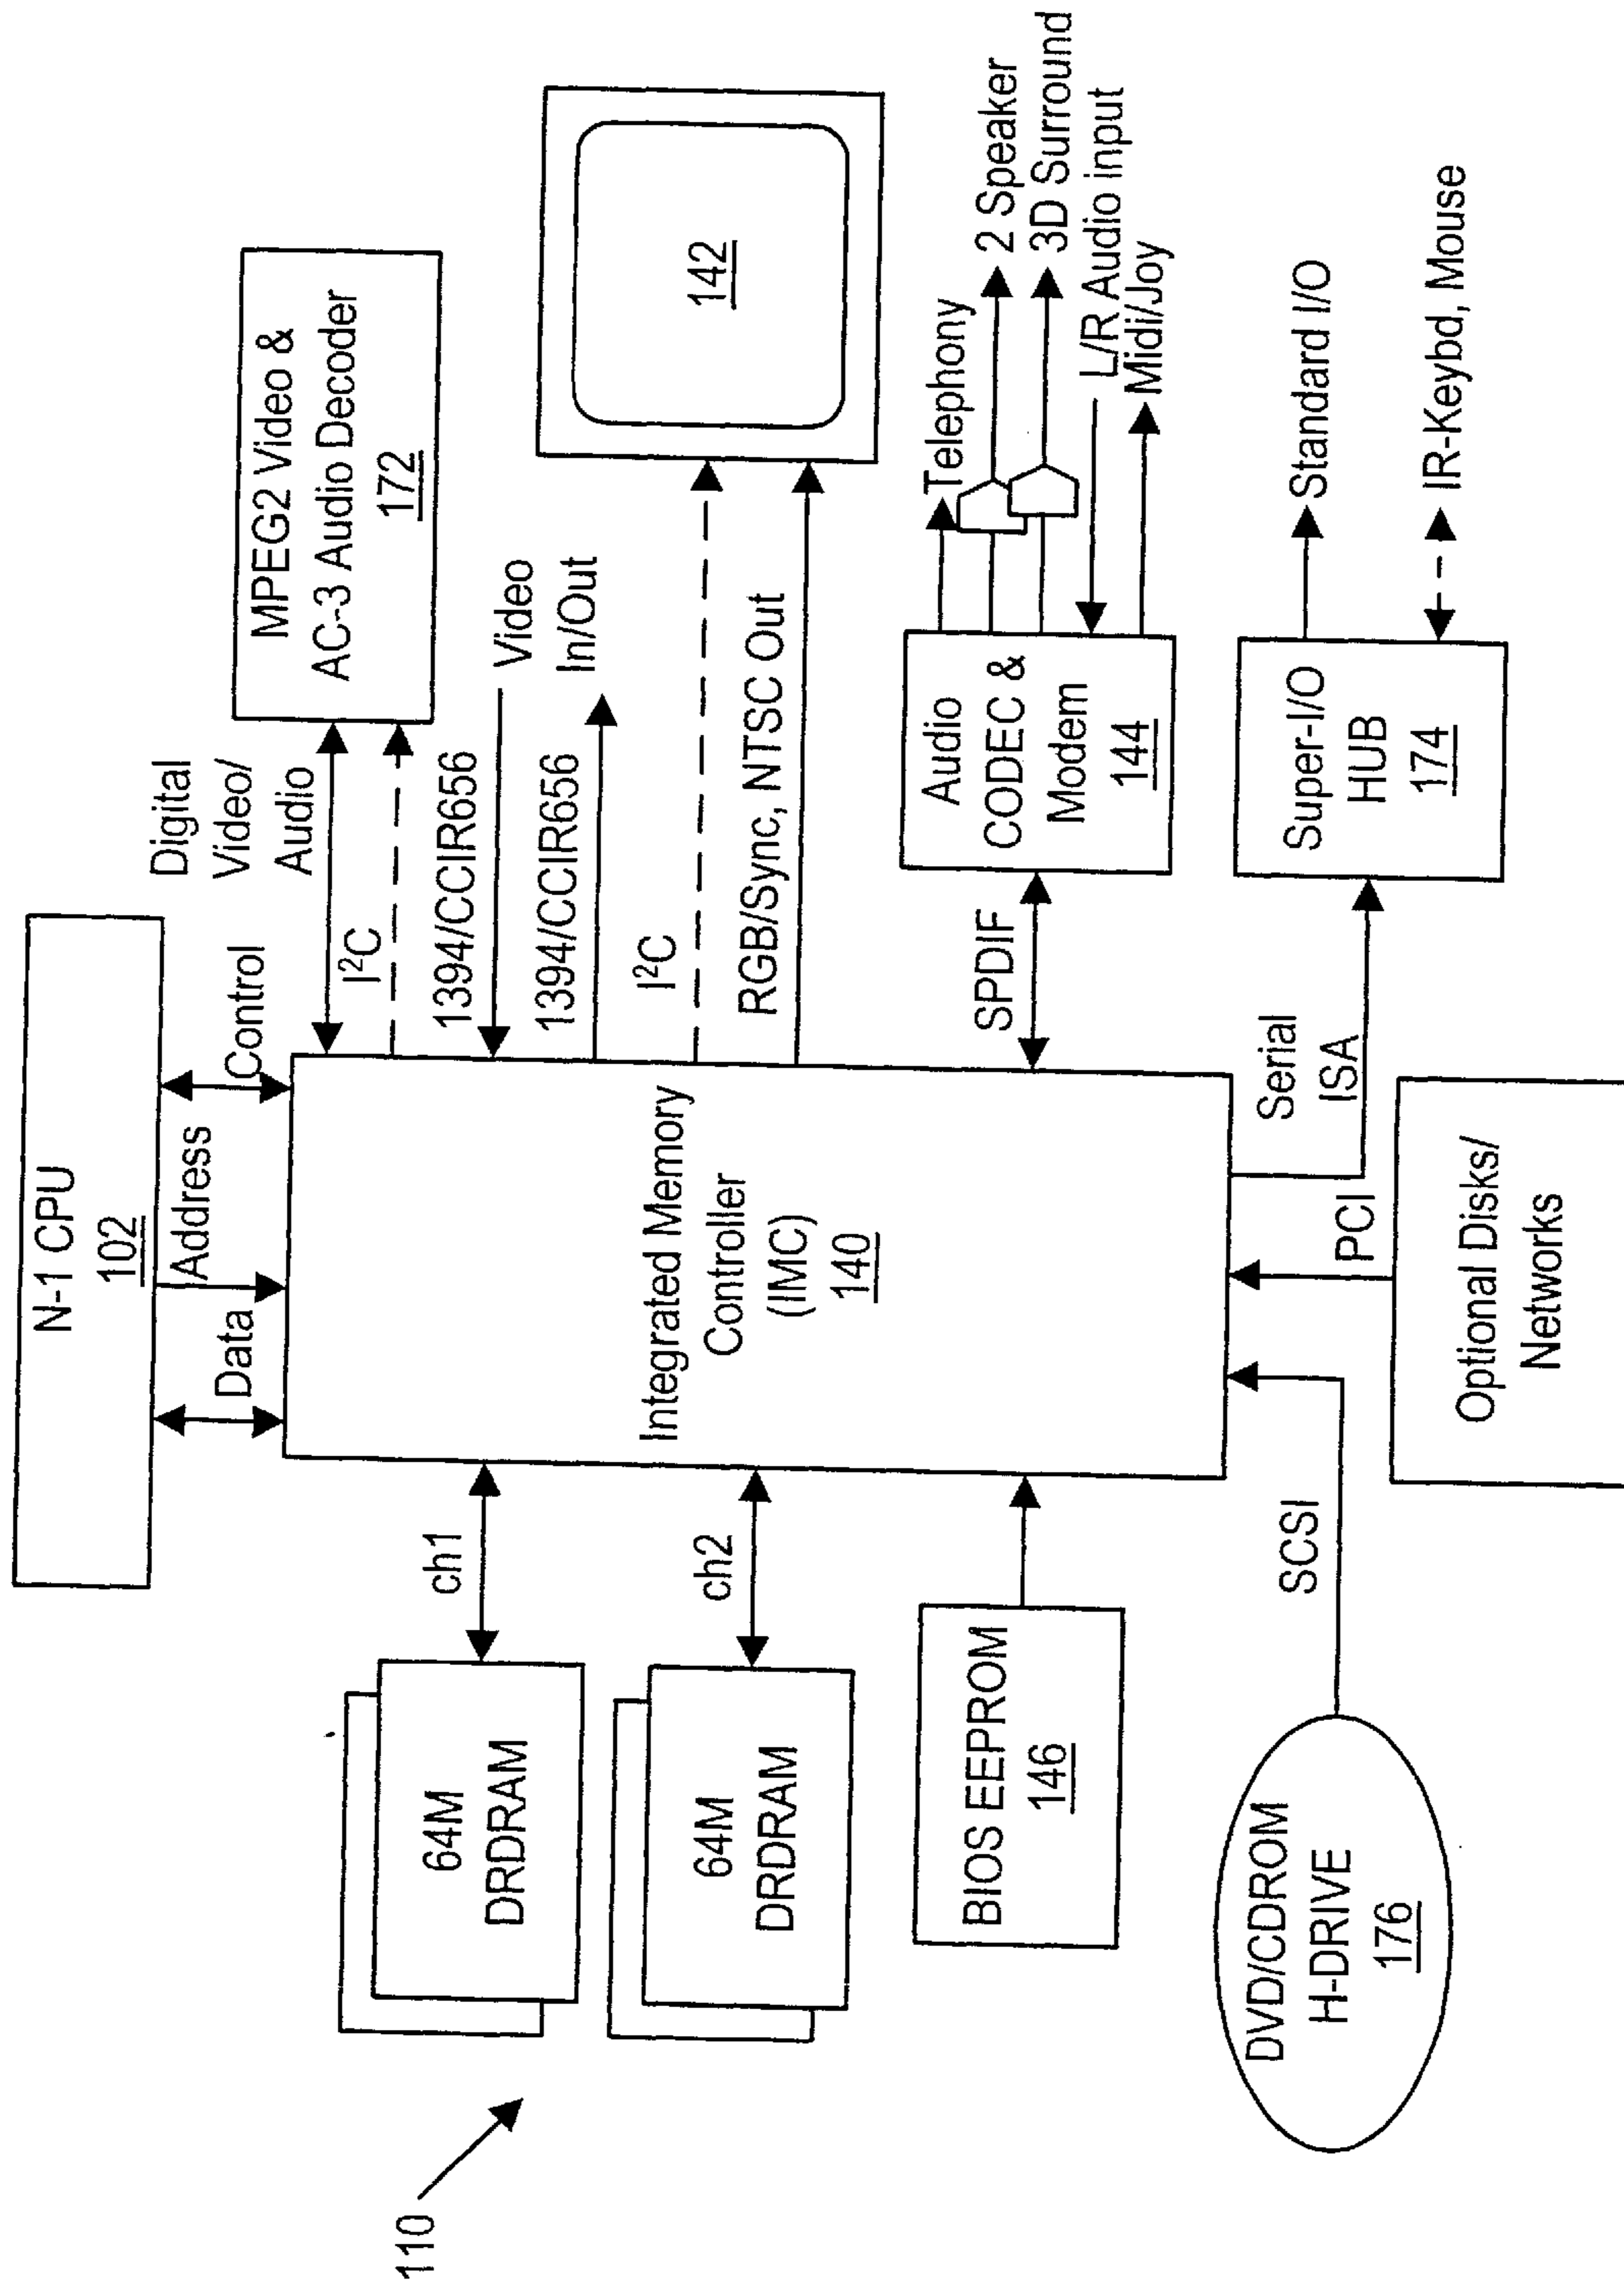 N-1 CPU
102
Data
Address
Control
Digital
Video/
Audio
I²C
MPEG2 Video &
AC-3 Audio Decoder
172
1394/CCIR656
Video
In/Out
1394/CCIR656
I²C
RGB/Sync, NTSC Out
142
ch1
64M
DRDRAM
ch2
64M
DRDRAM
110
Integrated Memory
Controller
(IMC)
140
SPDIF
Audio
CODEC &
Modem
144
Telephony
2 Speaker
3D Surround
L/R Audio input
Midi/Joy
BIOS EEPROM
146
Serial
ISA
Super-I/O
HUB
174
Standard I/O
IR-Keybd, Mouse
SCSI
PCI
DVD/CDROM
H-DRIVE
176
Optional Disks/
Networks